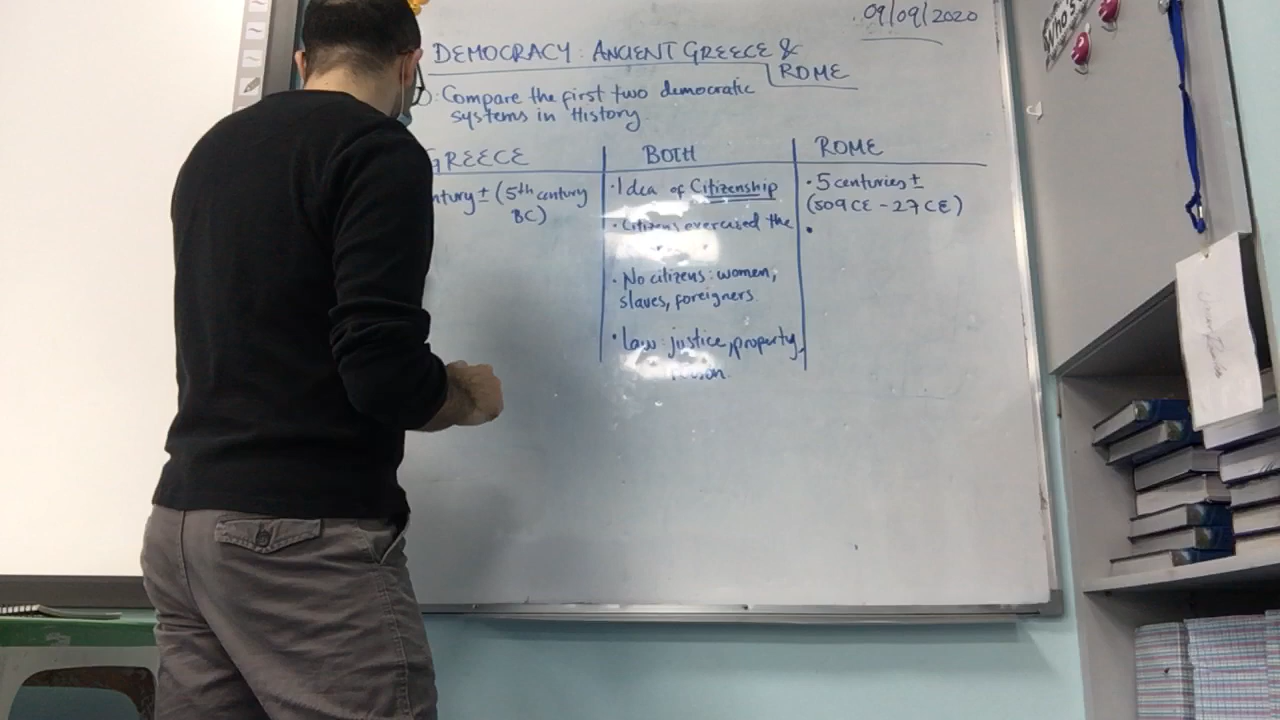 09/09/2020
Who's
DEMOCRACY: ANCIENT GREECE &
ROME
Compare the first two democratic
systems in History
GREECE
BOTH
ROME
ntury ± (5th century
BC)
· Idea of Citizenship
· Citizens exercised the
· No citizens: women,
slaves, foreigners.
· Law: justice, property,
· 5 centuries ±
(509 CE - 27 CE)